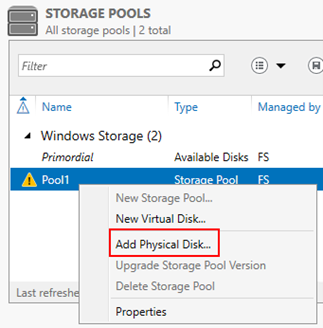 STORAGE POOLS
All storage pools | 2 total
Filter
Name Type Managed by
Windows Storage (2)
Primordial Available Disks FS
Pool1 Storage Pool FS
New Storage Pool...
New Virtual Disk...
Add Physical Disk...
Upgrade Storage Pool Version
Delete Storage Pool
Last refreshe
Properties